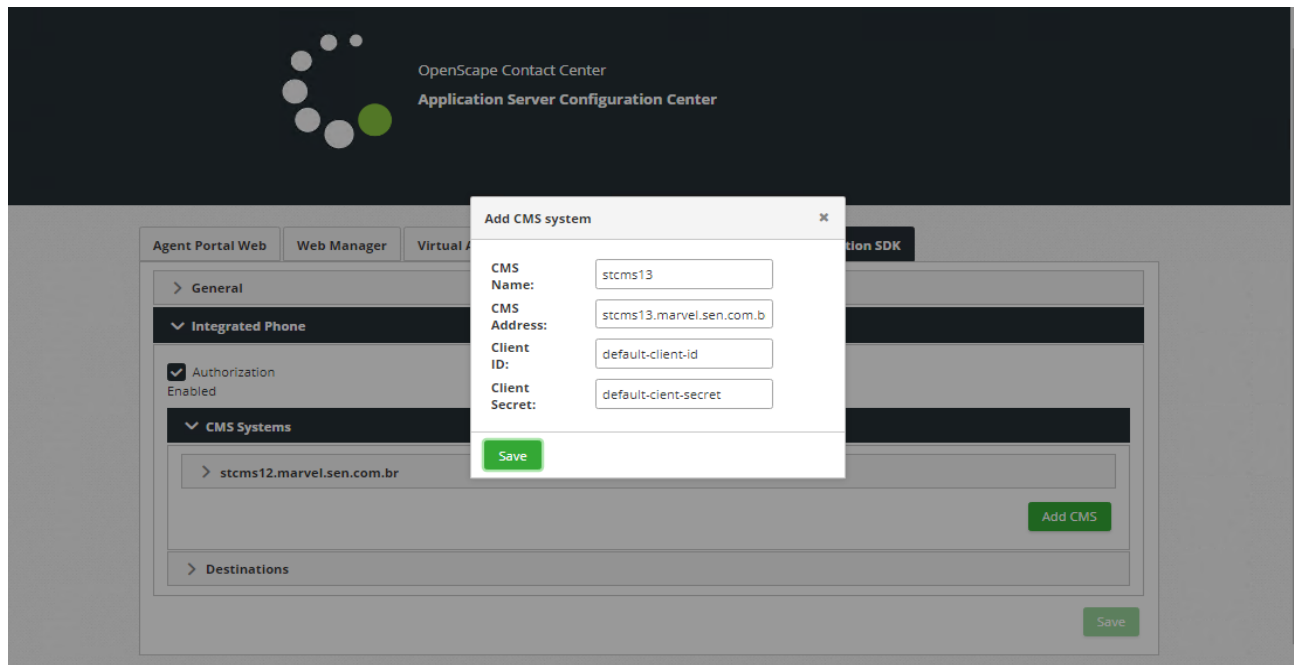 OpenScape Contact Center
Application Server Configuration Center
Add CMS system
Agent Portal Web Web Manager Virtual A tion SDK
CMS Name: stcms13
CMS Address: stcms13.marvel.sen.com.b
Client ID: default-client-id
Client Secret: default-cient-secret
Save
General
Integrated Phone
Authorization
Enabled
CMS Systems
stcms12.marvel.sen.com.br
Add CMS
Destinations
Save